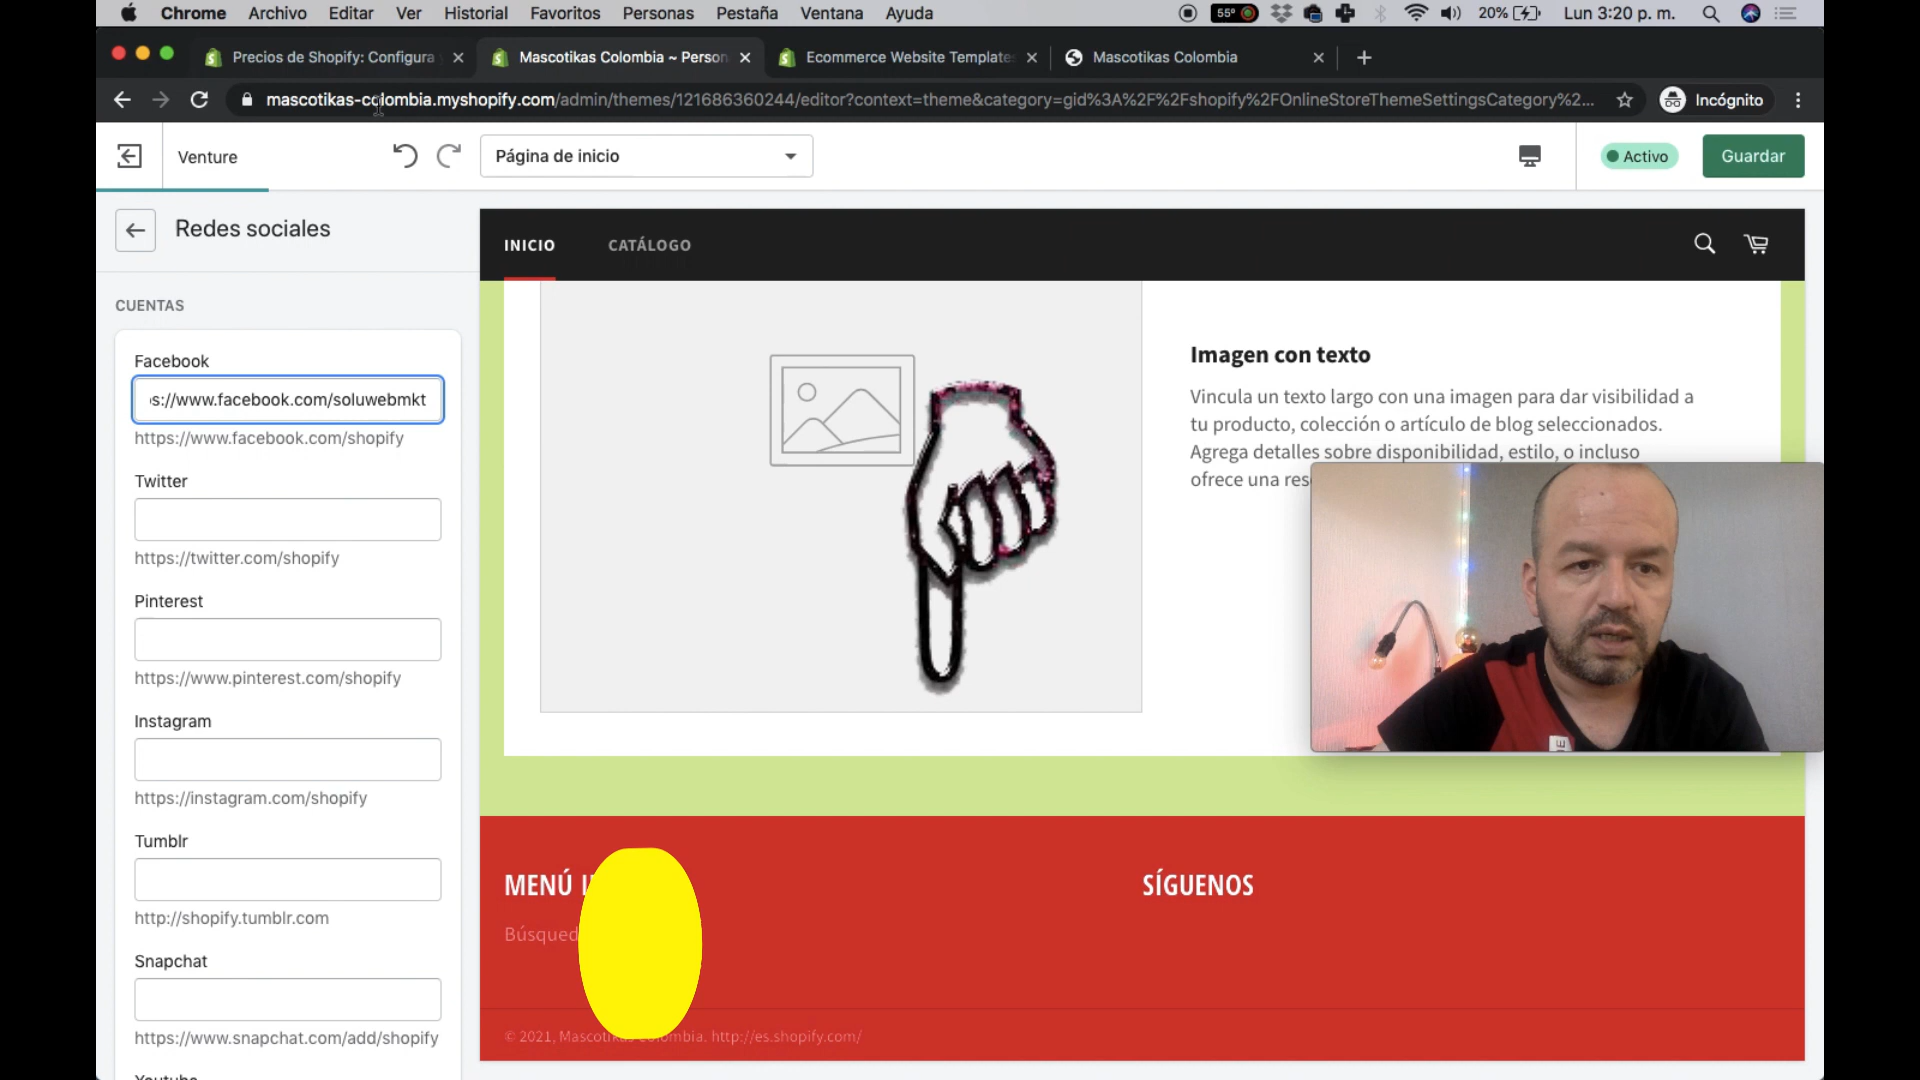 Chrome Archivo Editar Ver Historial Favoritos Personas Pestaña Ventana Ayuda 55° 20% Lun 3:20 p. m.
Precios de Shopify: Configura Mascotikas Colombia ~ Person Ecommerce Website Templates Mascotikas Colombia
mascotikas-colombia.myshopify.com/admin/themes/121686360244/editor?context=theme&category=gid%3A%2F%2Fshopify%2FOnlineStoreThemeSettingsCategory%2... Incógnito
Venture Página de inicio Activo Guardar
Redes sociales
INICIO CATÁLOGO
CUENTAS
Facebook
s://www.facebook.com/soluwebmkt
https://www.facebook.com/shopify
Twitter
https://twitter.com/shopify
Pinterest
https://www.pinterest.com/shopify
Instagram
https://instagram.com/shopify
Tumblr
http://shopify.tumblr.com
Snapchat
https://www.snapchat.com/add/shopify
Imagen con texto
Vincula un texto largo con una imagen para dar visibilidad a
tu producto, colección o artículo de blog seleccionados.
Agrega detalles sobre disponibilidad, estilo, o incluso
ofrece una
MENÚ
Búsqued
SÍGUENOS
© 2021, Mascotikas Colombia. http://es.shopify.com/